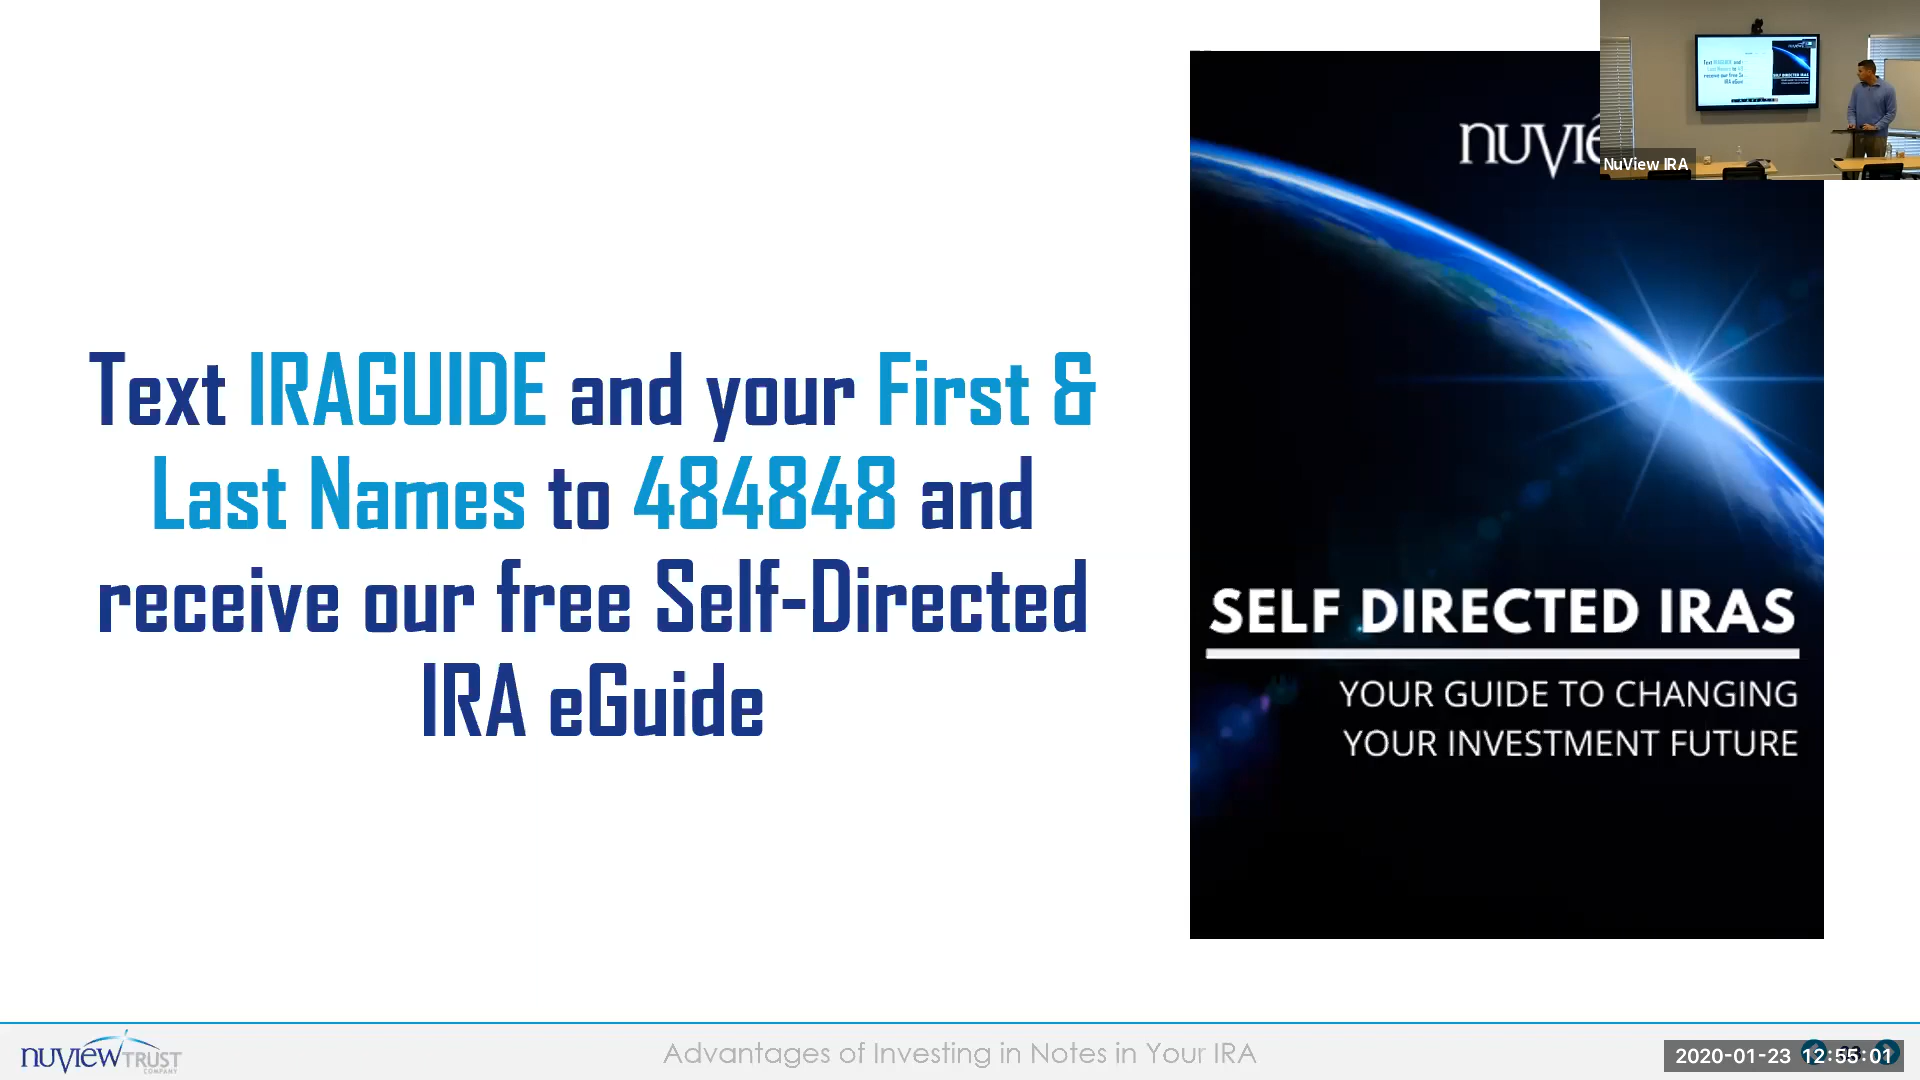 Text IRAGUIDE and your First &
Last Names to 484848 and
receive our free Self-Directed
IRA eGuide
nuvie
SELF DIRECTED IRAS
YOUR GUIDE TO CHANGING
YOUR INVESTMENT FUTURE
NuView IRA
nuview TRUST
COMPANY
Advantages of Investing in Notes in Your IRA
2020-01-23 12:55:01